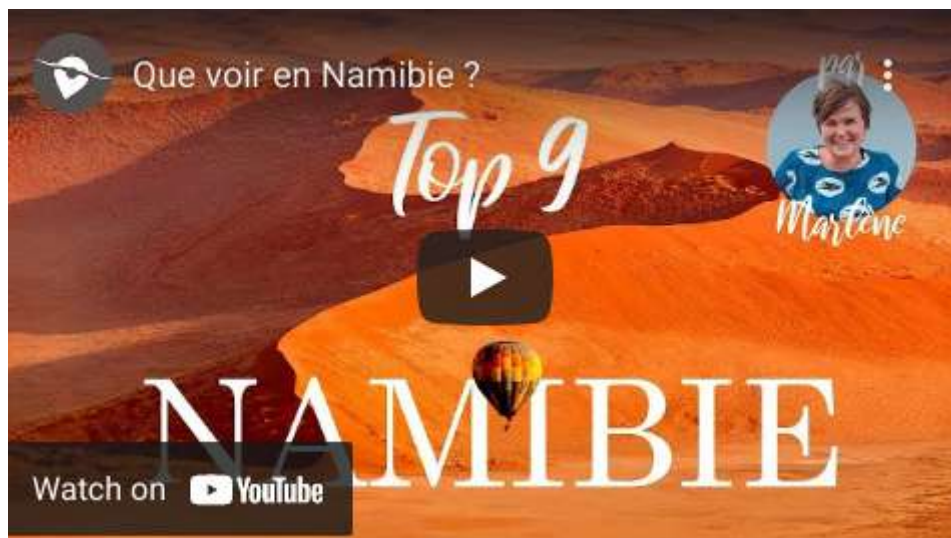 Que voir en Namibie ?
par
Top 9
Marlène
NAMIBIE
Watch on YouTube